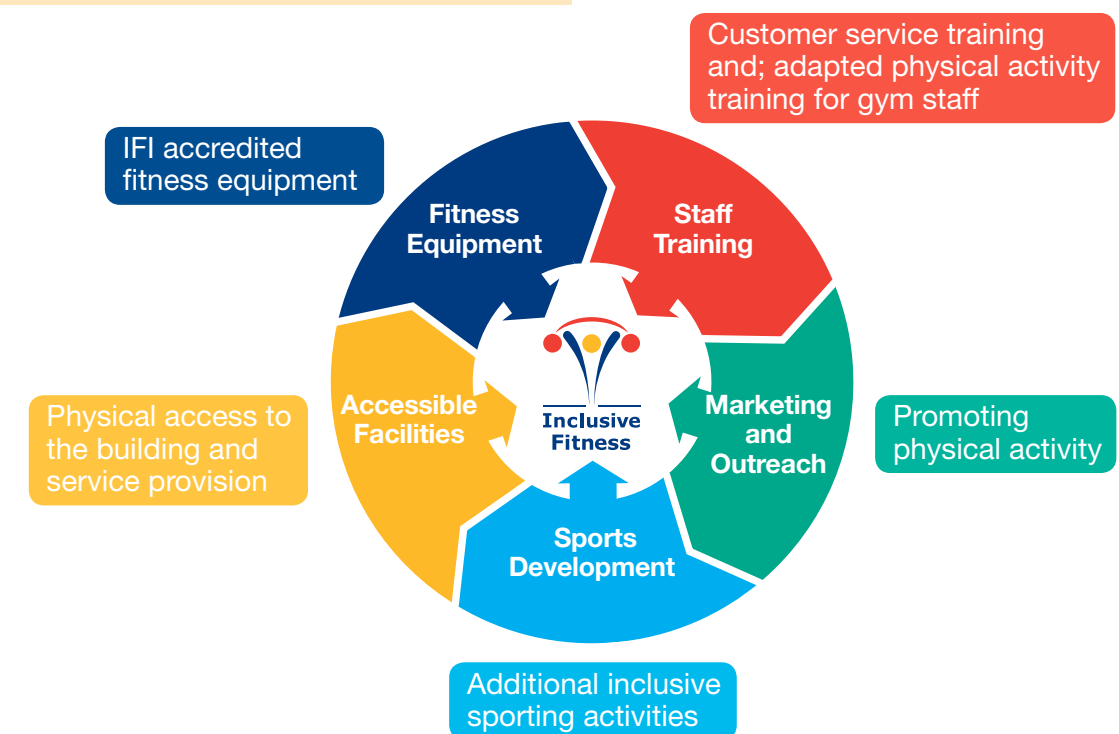 Customer service training
and; adapted physical activity
training for gym staff
IFI accredited
fitness equipment
Fitness
Equipment
Staff
Training
Physical access to
the building and
service provision
Accessible
Facilities
Inclusive
Fitness
Marketing
and
Outreach
Promoting
physical activity
Sports
Development
Additional inclusive
sporting activities